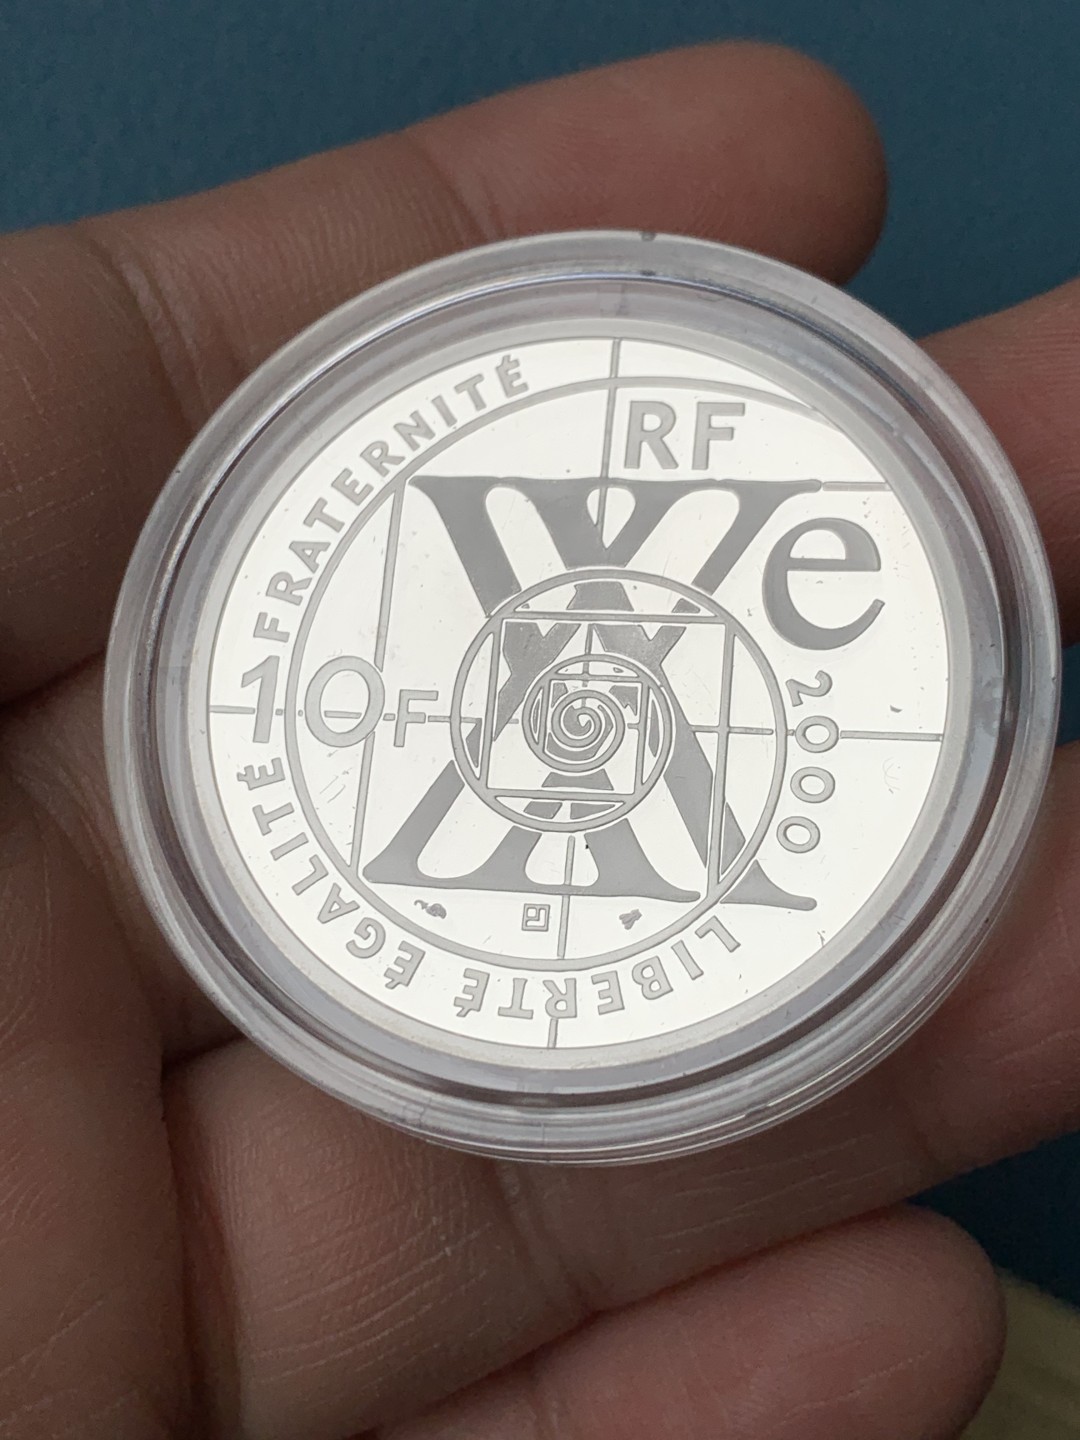 RF
XXe
10F
2000
LIBERTÉ ÉGALITÉ FRATERNITÉ